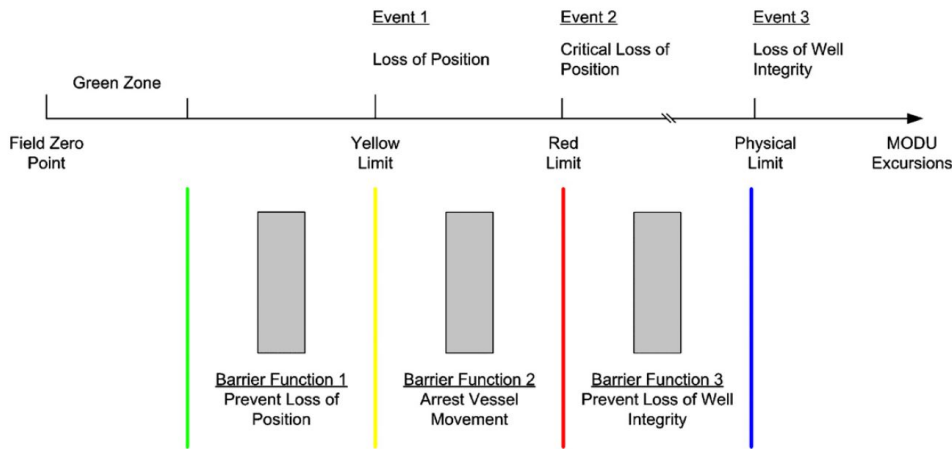 Event 1
Event 2
Event 3
Loss of Position
Critical Loss of
Position
Loss of Well
Integrity
Green Zone
Field Zero
Point
Yellow
Limit
Red
Limit
Physical
Limit
MODU
Excursions
Barrier Function 1
Prevent Loss of
Position
Barrier Function 2
Arrest Vessel
Movement
Barrier Function 3
Prevent Loss of Well
Integrity